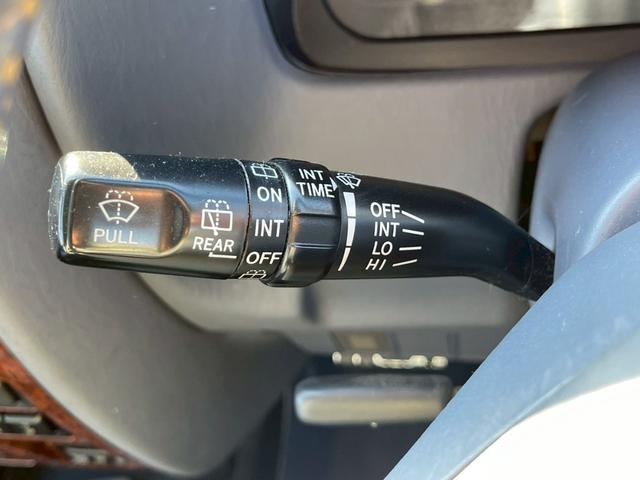 PULL
REAR
ON
INT
OFF
INT
TIME
OFF
INT
LO
HI